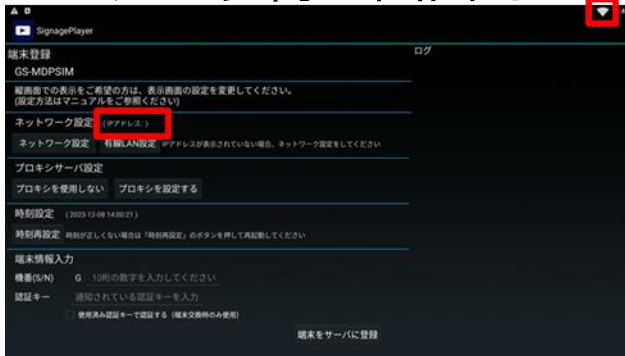 SignagePlayer
端末登録
ログ
GS-MDPSIM
縦画面での表示をご希望の方は、表示画面の設定を変更してください。
(設定方法はマニュアルをご参照ください)
ネットワーク設定 (IPアドレス: )
ネットワーク設定 有線LAN設定 IPアドレスが表示されていない場合、ネットワーク設定をしてください
プロキシサーバ設定
プロキシを使用しない プロキシを設定する
時刻設定 (2023-12-06 14:00:21)
時刻再設定 時刻が正しくない場合は「時刻再設定」のボタンを押して再起動してください
端末情報入力
機番(S/N) G 10桁の数字を入力してください
認証キー 通知されている認証キーを入力
使用済み認証キーで認証する (端末交換時のみ使用)
端末をサーバに登録